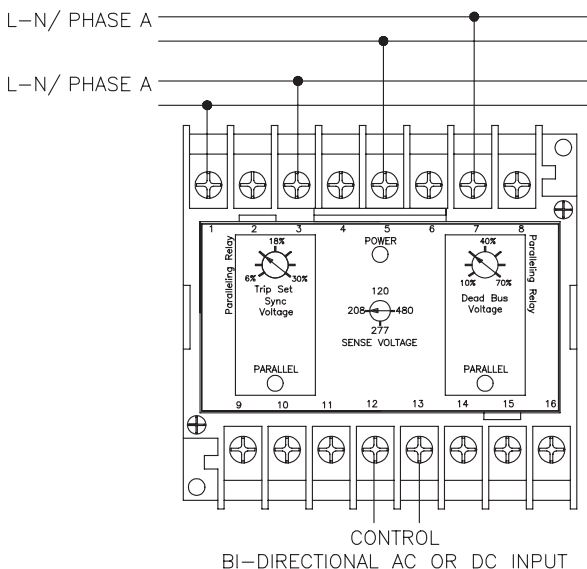 L-N/ PHASE A
L-N/ PHASE A
1 2 3 4 5 6 7 8
Paralleling Relay
18%
6% 30%
Trip Set
Sync
Voltage
PARALLEL
POWER
120
208 480
277
SENSE VOLTAGE
40%
10% 70%
Dead Bus
Voltage
PARALLEL
Paralleling Relay
9 10 11 12 13 14 15 16
CONTROL
BI-DIRECTIONAL AC OR DC INPUT